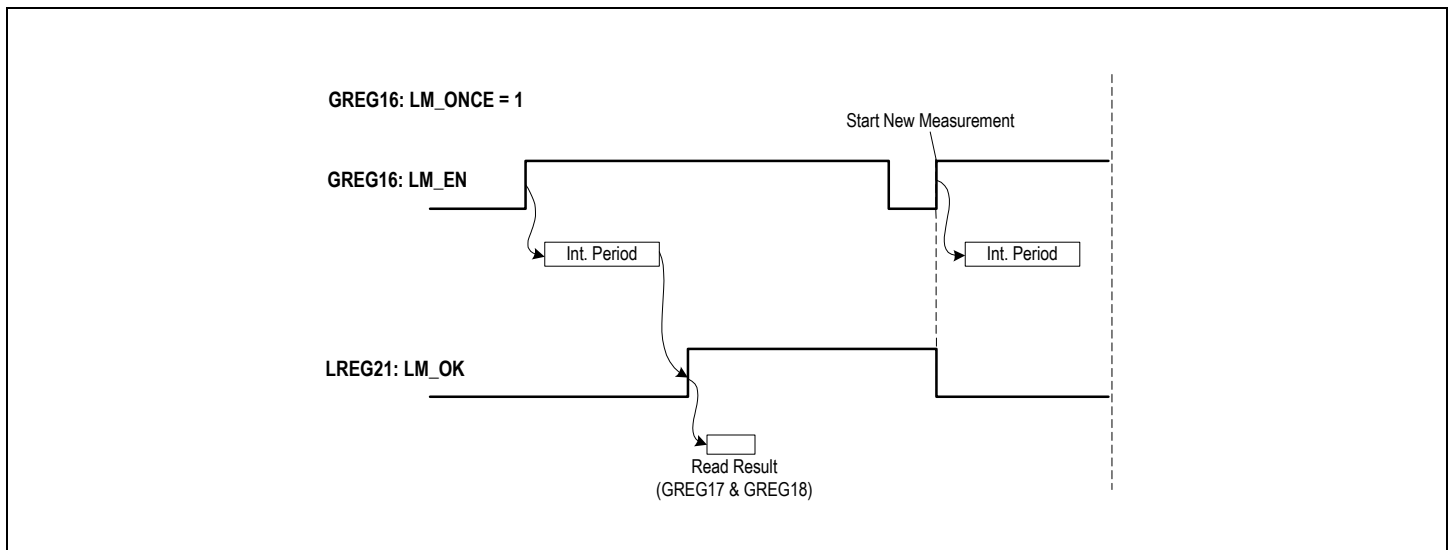 GREG16: LM_ONCE = 1
Start New Measurement
GREG16: LM_EN
Int. Period
Int. Period
LREG21: LM_OK
Read Result
(GREG17 & GREG18)